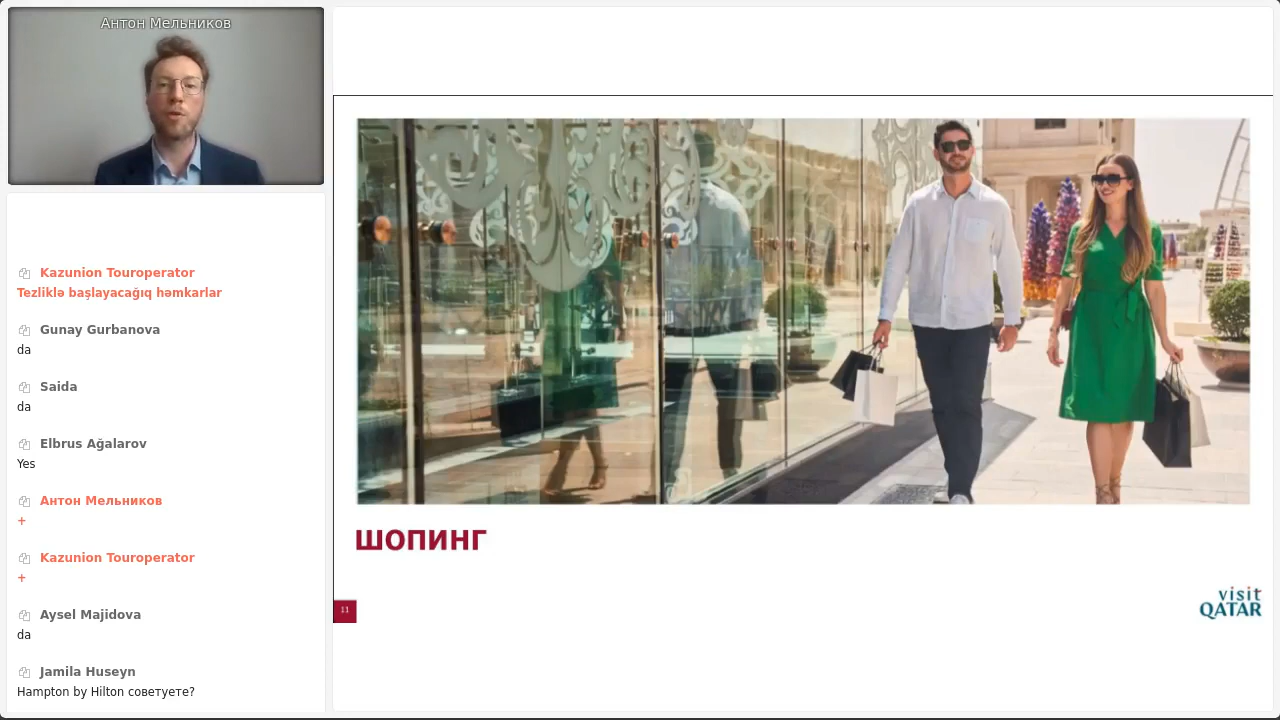 Антон Мельников
Kazunion Touroperator
Tezliklə başlayacağıq həmkarlar
Gunay Gurbanova
da
Saida
da
Elbrus Ağalarov
Yes
Антон Мельников
+
Kazunion Touroperator
+
Aysel Majidova
da
Jamila Huseyn
Hampton by Hilton советуете?
ШОПИНГ
11
visit
QATAR